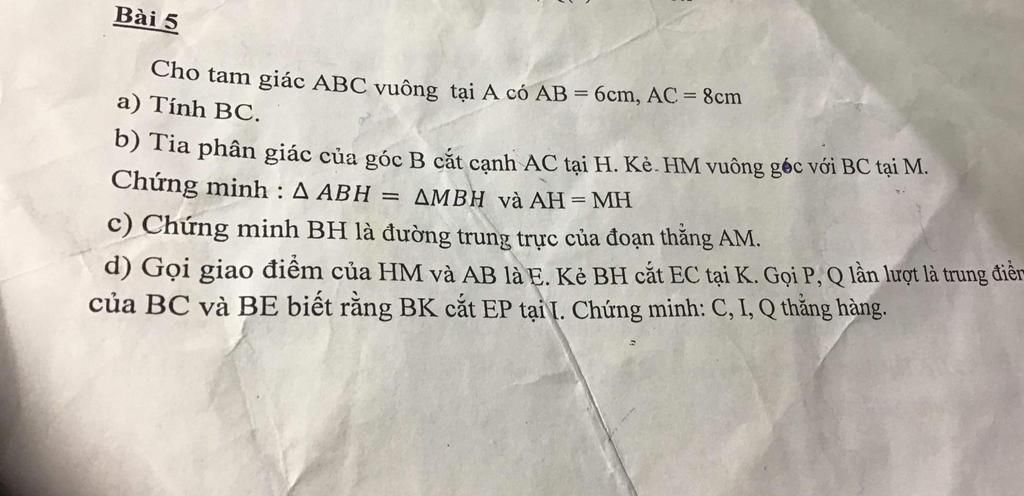 Bài 5
Cho tam giác ABC vuông tại A có AB = 6cm, AC = 8cm
a) Tính BC.
b) Tia phân giác của góc B cắt cạnh AC tại H. Kẻ HM vuông góc với BC tại M.
Chứng minh : Δ ABH = ΔMBH và AH = MH
c) Chứng minh BH là đường trung trực của đoạn thẳng AM.
d) Gọi giao điểm của HM và AB là E. Kẻ BH cắt EC tại K. Gọi P, Q lần lượt là trung điểm
của BC và BE biết rằng BK cắt EP tại I. Chứng minh: C, I, Q thẳng hàng.